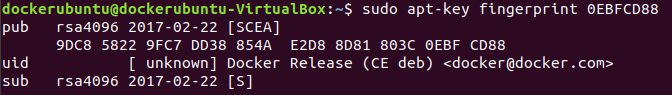 dockerubuntu@dockerubuntu-VirtualBox:~$ sudo apt-key fingerprint 0EBFCD88
pub   rsa4096 2017-02-22 [SCEA]
      9DC8 5822 9FC7 DD38 854A  E2D8 8D81 803C 0EBF CD88
uid           [ unknown] Docker Release (CE deb) <docker@docker.com>
sub   rsa4096 2017-02-22 [S]